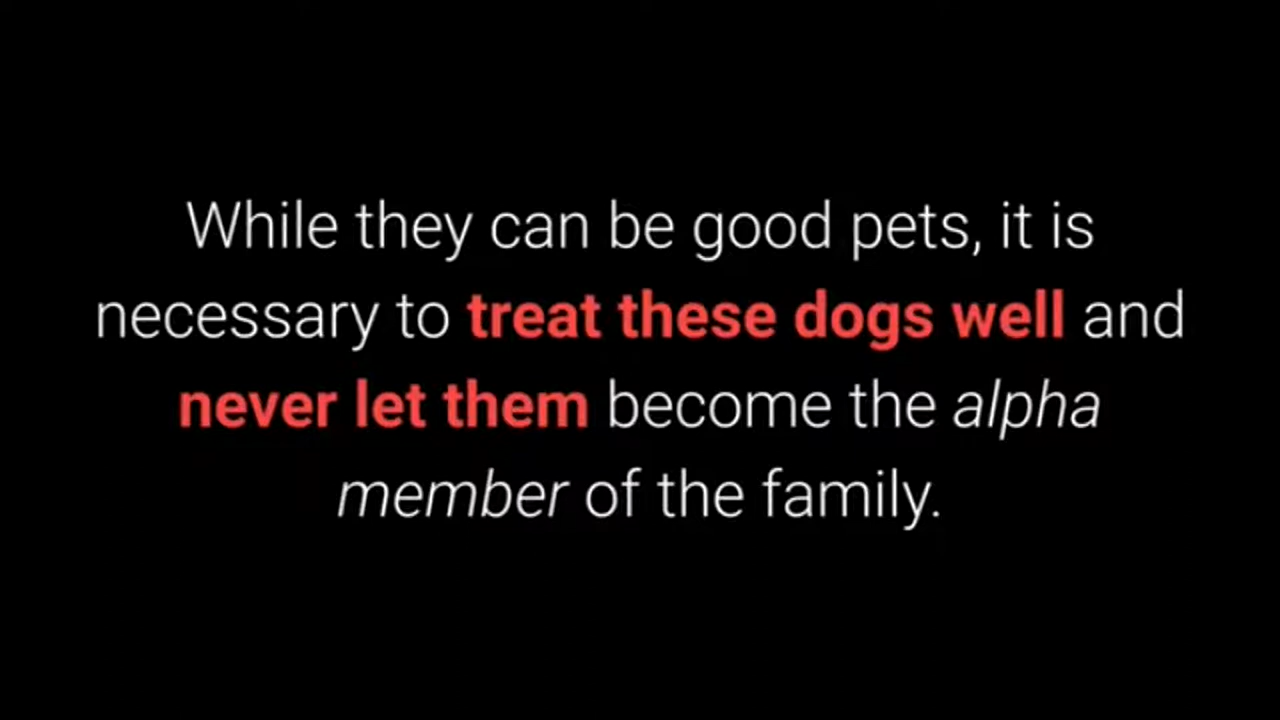 While they can be good pets, it is
necessary to treat these dogs well and
never let them become the alpha
member of the family.